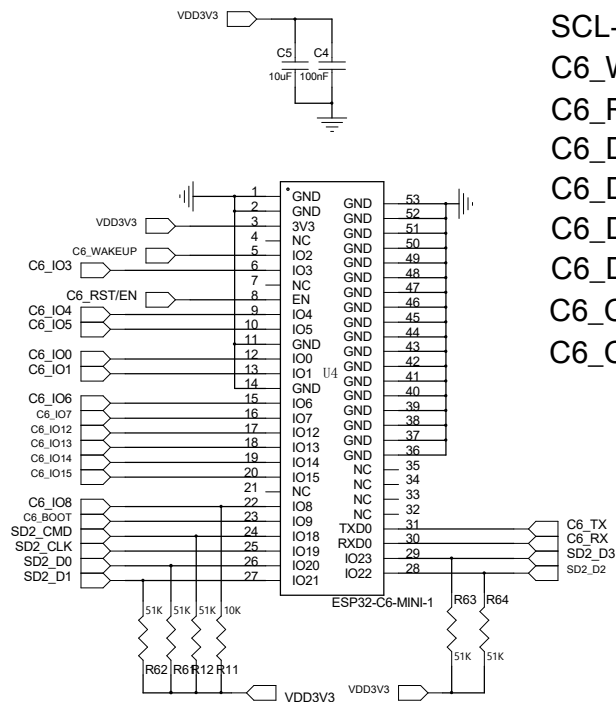 VDD3V3
C5 C4
10uF 100nF
SCL-
C6_
C6_
C6_
C6_
C6_
C6_
C6_
C6_
1 GND GND 53
2 GND GND 52
VDD3V3 3 3V3 GND 51
4 NC GND 50
C6_WAKEUP 5 IO2 GND 49
C6_IO3 6 IO3 GND 48
7 NC GND 47
C6_RST/EN 8 EN GND 46
C6_IO4 9 IO4 GND 45
C6_IO5 10 IO5 GND 44
11 GND GND 43
C6_IO0 12 IO0 GND 42
C6_IO1 13 IO1 U4 GND 41
14 GND GND 40
C6_IO6 15 IO6 GND 39
C6_IO7 16 IO7 GND 38
C6_IO12 17 IO12 GND 37
C6_IO13 18 IO13 GND 36
C6_IO14 19 IO14 NC 35
C6_IO15 20 IO15 NC 34
21 NC NC 33
C6_IO8 22 IO8 NC 32
C6_BOOT 23 IO9 TXD0 31 C6_TX
SD2_CMD 24 IO18 RXD0 30 C6_RX
SD2_CLK 25 IO19 IO23 29 SD2_D3
SD2_D0 26 IO20 IO22 28 SD2_D2
SD2_D1 27 IO21
ESP32-C6-MINI-1
51K 51K 51K 10K R63 R64
R62 R61 R12 R11 51K 51K
VDD3V3 VDD3V3